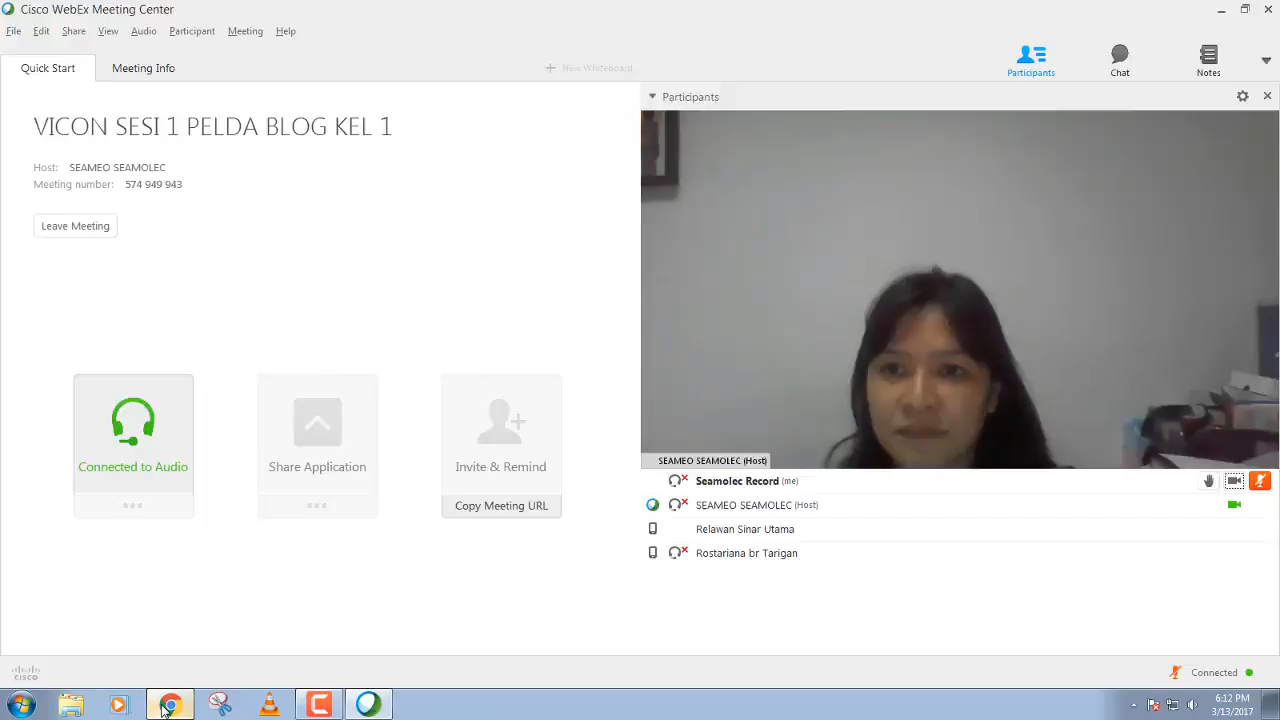 Cisco WebEx Meeting Center
File Edit Share View Audio Participant Meeting Help
Quick Start Meeting Info + New Whiteboard
Participants Chat Notes
Participants
VICON SESI 1 PELDA BLOG KEL 1
Host: SEAMEO SEAMOLEC
Meeting number: 574 949 943
Leave Meeting
Connected to Audio
Share Application
Invite & Remind
Copy Meeting URL
SEAMEO SEAMOLEC (Host)
Seamolec Record (me)
SEAMEO SEAMOLEC (Host)
Relawan Sinar Utama
Rostariana br Tarigan
cisco
Connected
6:12 PM
3/13/2017